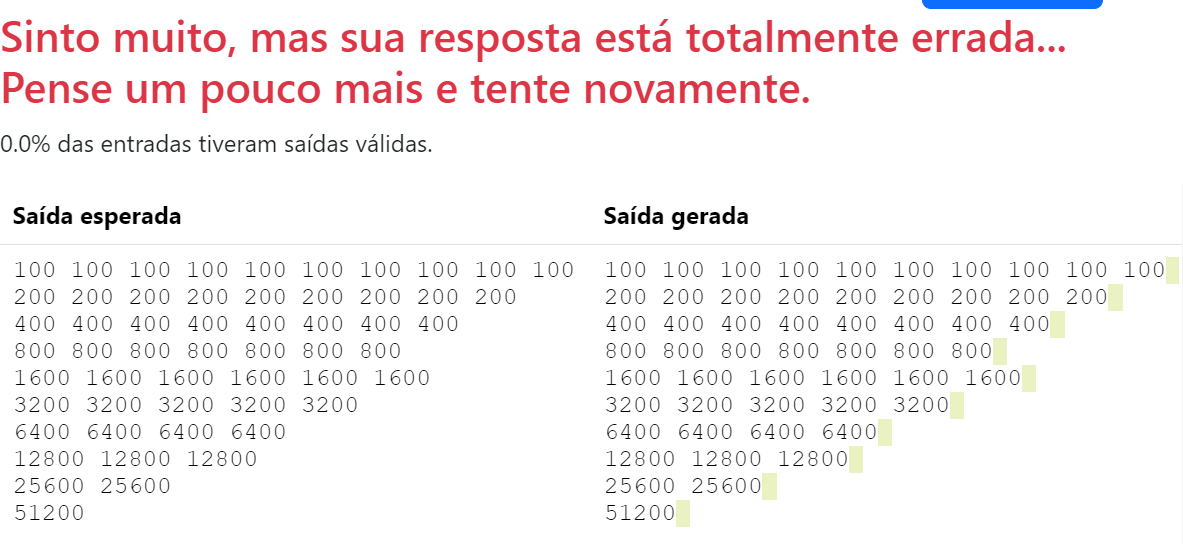 Sinto muito, mas sua resposta está totalmente errada...
Pense um pouco mais e tente novamente.
0.0% das entradas tiveram saídas válidas.
Saída esperada
100 100 100 100 100 100 100 100 100 100
200 200 200 200 200 200 200 200 200
400 400 400 400 400 400 400 400
800 800 800 800 800 800 800
1600 1600 1600 1600 1600 1600
3200 3200 3200 3200 3200
6400 6400 6400 6400
12800 12800 12800
25600 25600
51200
Saída gerada
100 100 100 100 100 100 100 100 100 100
200 200 200 200 200 200 200 200 200
400 400 400 400 400 400 400 400
800 800 800 800 800 800 800
1600 1600 1600 1600 1600 1600
3200 3200 3200 3200 3200
6400 6400 6400 6400
12800 12800 12800
25600 25600
51200